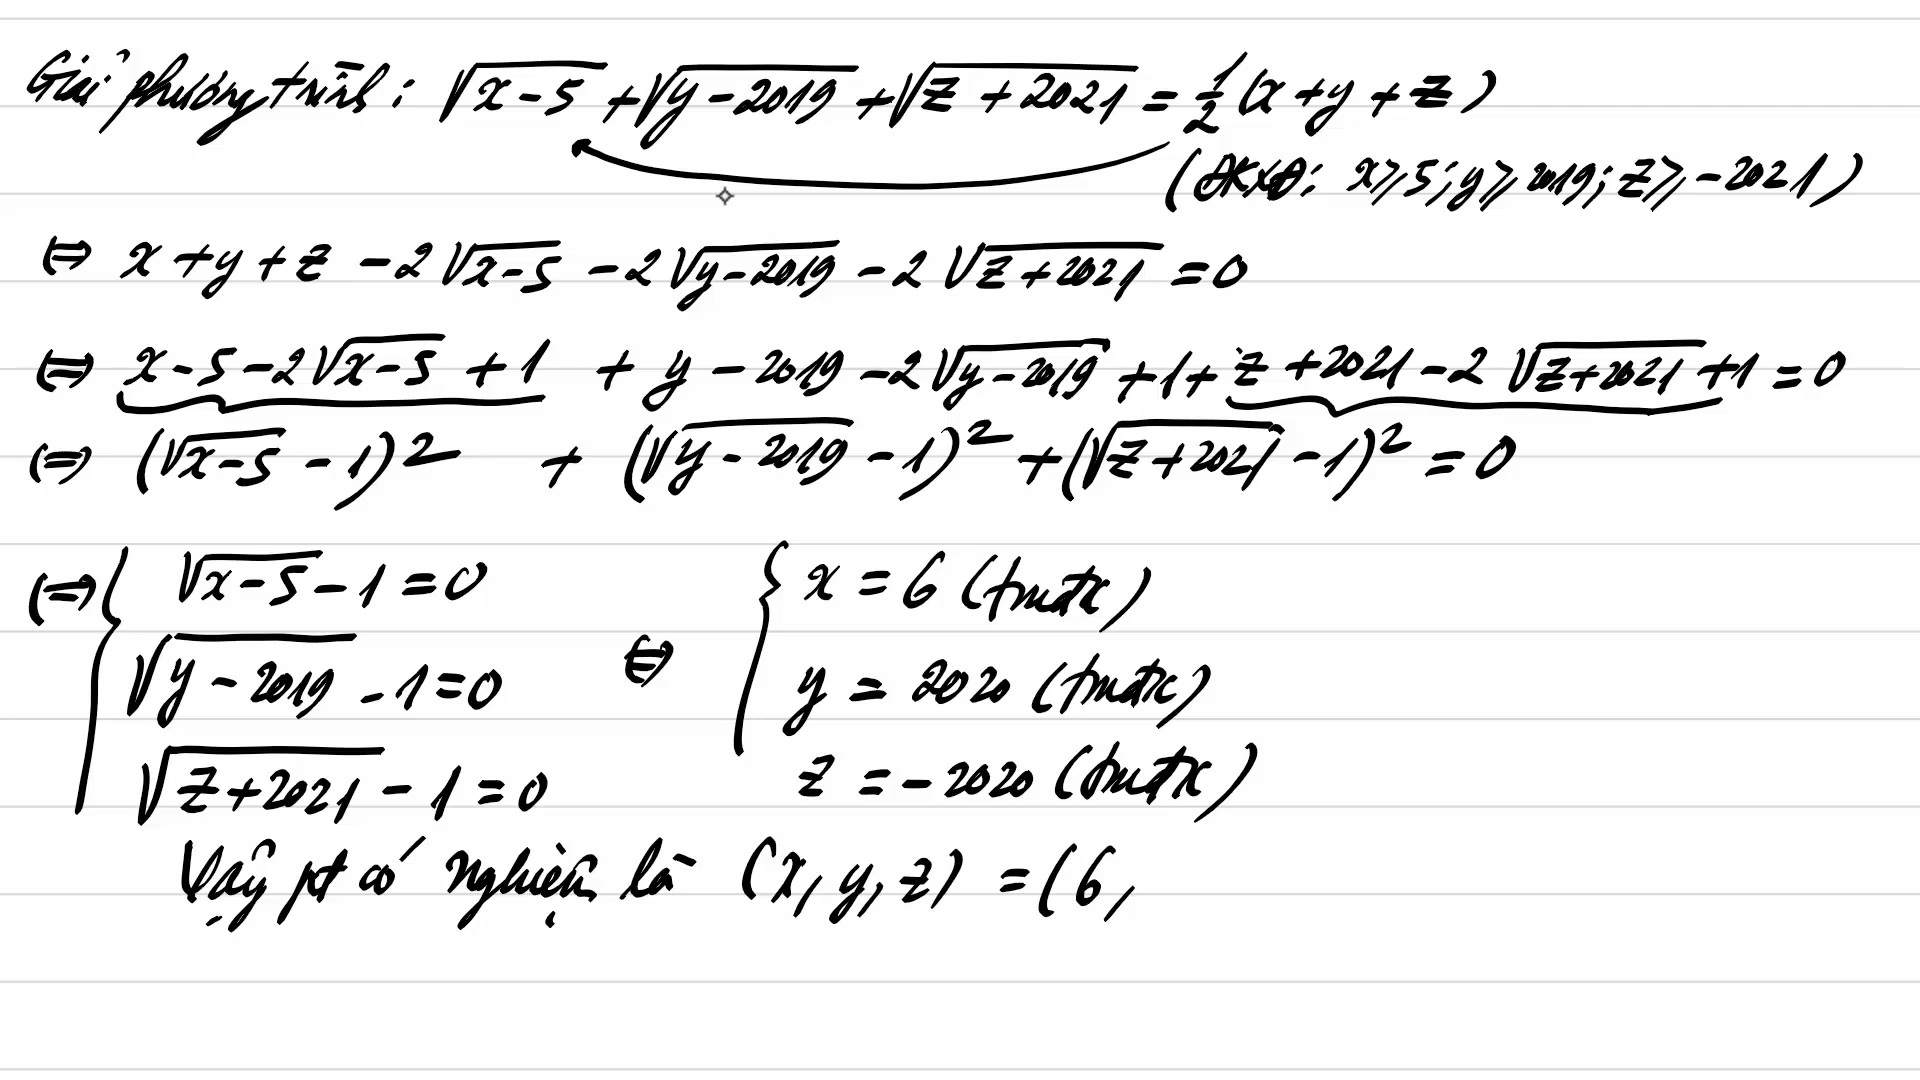 Giải phương trình: √(x-5) + √(y-2019) + √(z+2021) = 1/2 (x+y+z)
(ĐKXĐ: x≥5; y≥2019; z≥-2021)
⇔ x+y+z -2√(x-5) -2√(y-2019) -2√(z+2021) = 0
⇔ x-5-2√(x-5)+1 + y-2019-2√(y-2019)+1+z+2021-2√(z+2021)+1 = 0
⇔ (√(x-5) -1)² + (√(y-2019) -1)² + (√(z+2021) -1)² = 0
⇔ { √(x-5) -1 = 0
√(y-2019) -1 = 0
√(z+2021) -1 = 0
⇔ { x = 6 (tmđk)
y = 2020 (tmđk)
z = -2020 (tmđk)
Vậy pt có nghiệm là (x, y, z) = (6,